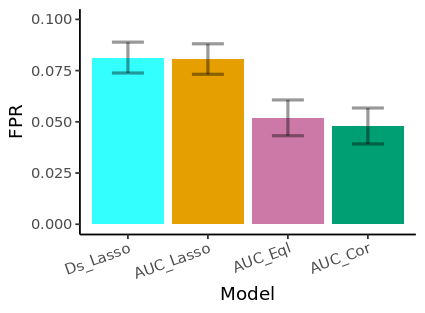 0.100
0.075
0.050
0.025
0.000
FPR
Ds_Lasso
AUC_Lasso
AUC_Eql
AUC_Cor
Model